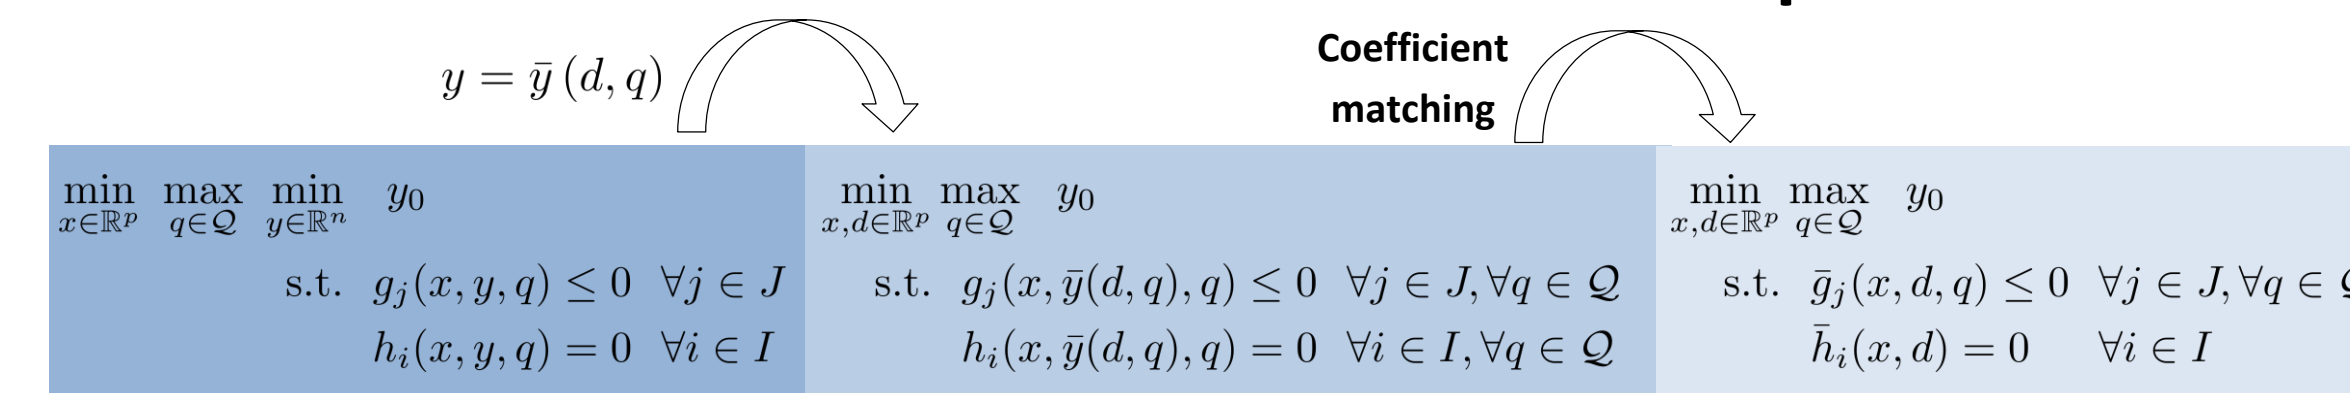 y = ȳ (d, q)
Coefficient
matching
min x∈ℝᵖ max q∈𝒬 min y∈ℝⁿ y₀
s.t. gⱼ(x, y, q) ≤ 0 ∀j ∈ J
hᵢ(x, y, q) = 0 ∀i ∈ I
min x,d∈ℝᵖ max q∈𝒬 y₀
s.t. gⱼ(x, ȳ(d, q), q) ≤ 0 ∀j ∈ J, ∀q ∈ 𝒬
hᵢ(x, ȳ(d, q), q) = 0 ∀i ∈ I, ∀q ∈ 𝒬
min x,d∈ℝᵖ max q∈𝒬 y₀
s.t. ḡⱼ(x, d, q) ≤ 0 ∀j ∈ J, ∀q ∈
h̄ᵢ(x, d) = 0 ∀i ∈ I